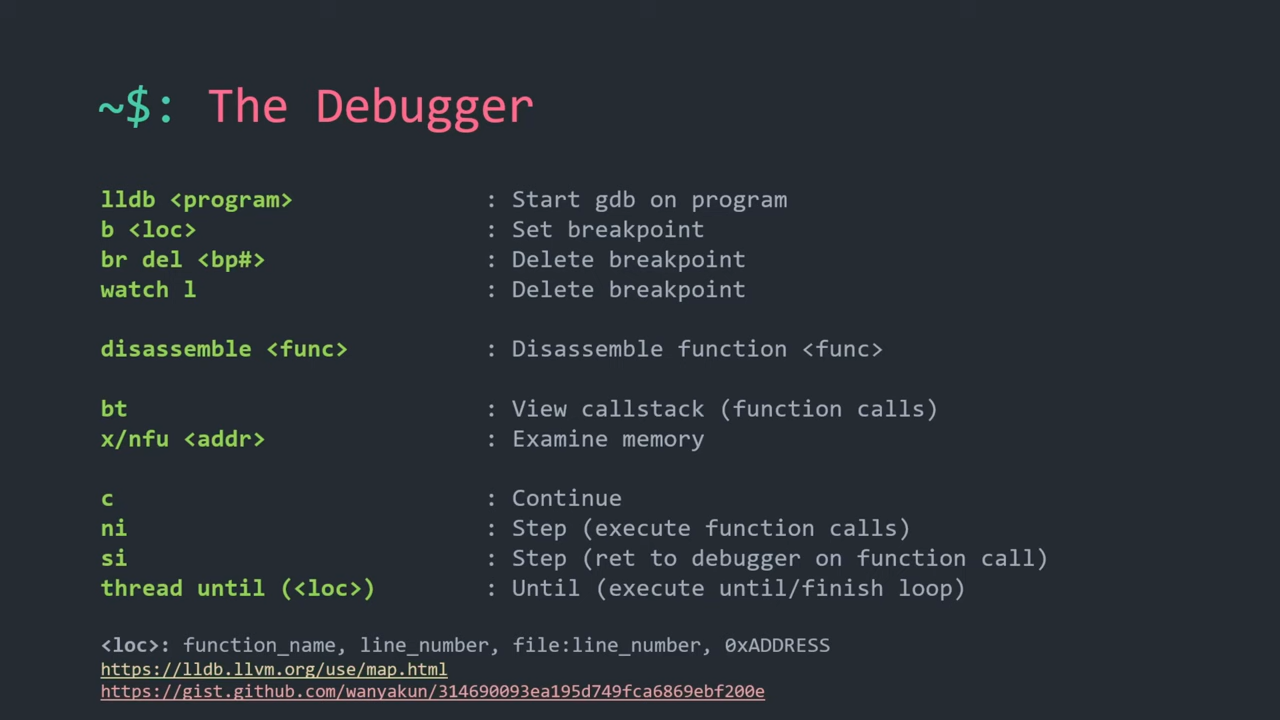 ~$: The Debugger
lldb <program> : Start gdb on program
b <loc> : Set breakpoint
br del <bp#> : Delete breakpoint
watch l : Delete breakpoint
disassemble <func> : Disassemble function <func>
bt : View callstack (function calls)
x/nfu <addr> : Examine memory
c : Continue
ni : Step (execute function calls)
si : Step (ret to debugger on function call)
thread until (<loc>) : Until (execute until/finish loop)
<loc>: function_name, line_number, file:line_number, 0xADDRESS
https://lldb.llvm.org/use/map.html
https://gist.github.com/wanyakun/314690093ea195d749fca6869ebf200e